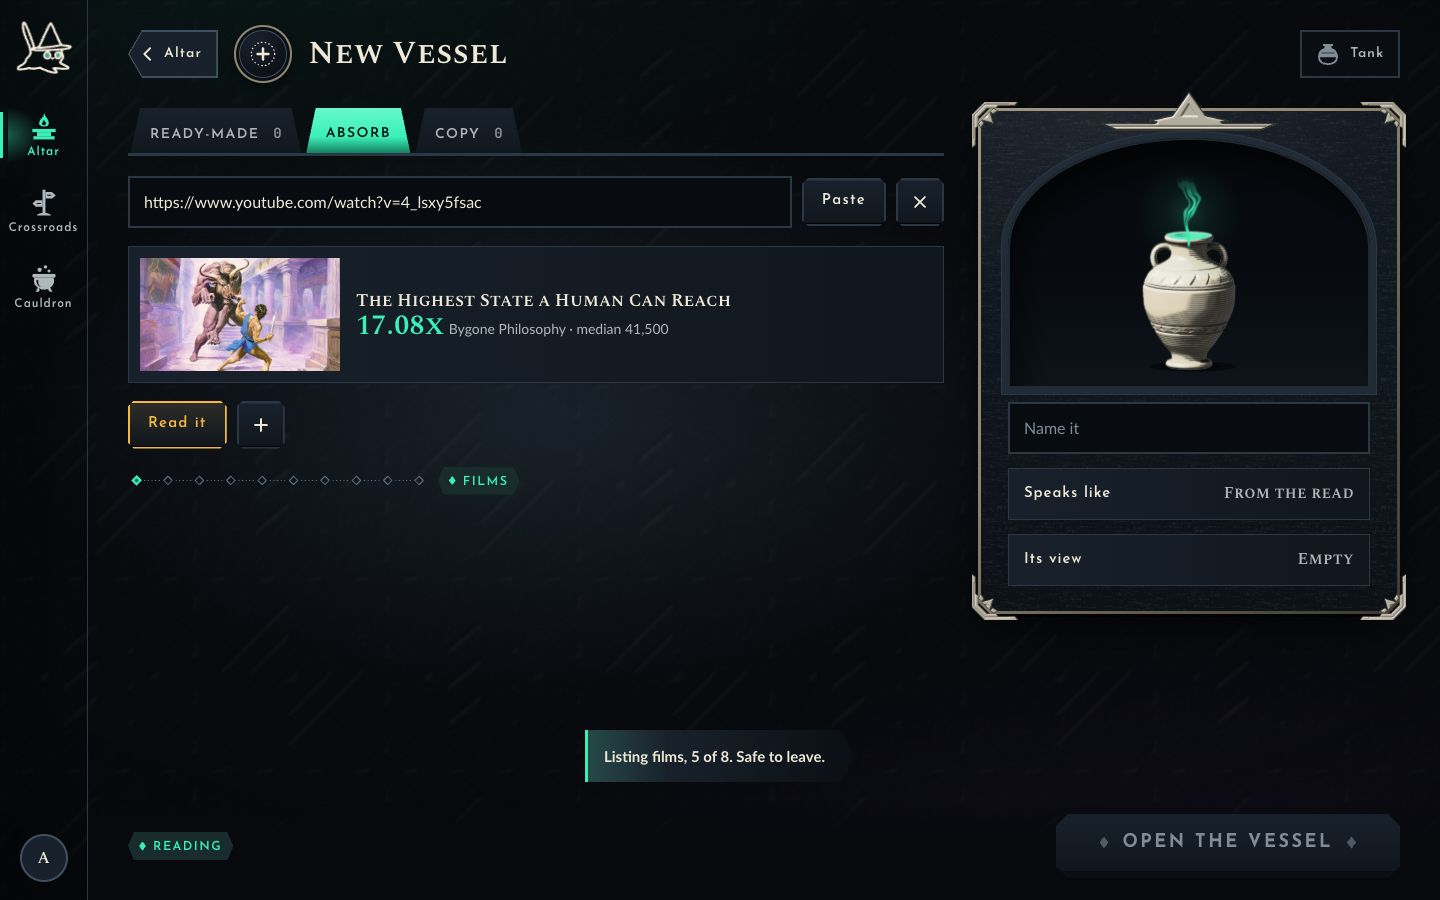 Altar
New Vessel
Tank
READY-MADE 0
ABSORB
COPY 0
Altar
https://www.youtube.com/watch?v=4_lsxy5fsac
Paste
Crossroads
The Highest State a Human Can Reach
17.08x Bygone Philosophy · median 41,500
Cauldron
Read it
Name it
FILMS
Speaks like From the read
Its view Empty
Listing films, 5 of 8. Safe to leave.
READING
OPEN THE VESSEL
A